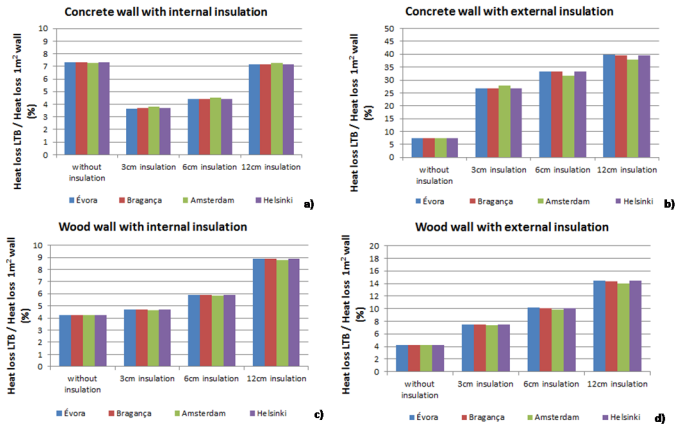 Concrete wall with internal insulation
Heat loss LTB / Heat loss 1m² wall
(%)
10
9
8
7
6
5
4
3
2
1
0
without
insulation
3cm insulation
6cm insulation
12cm insulation
Évora
Bragança
Amsterdam
Helsinki
a)
Concrete wall with external insulation
Heat loss LTB / Heat loss 1m² wall
(%)
50
45
40
35
30
25
20
15
10
5
0
without
insulation
3cm insulation
6cm insulation
12cm insulation
Évora
Bragança
Amsterdam
Helsinki
b)
Wood wall with internal insulation
Heat loss LTB / Heat loss 1m² wall
(%)
10
9
8
7
6
5
4
3
2
1
0
without
insulation
3cm insulation
6cm insulation
12cm insulation
Évora
Bragança
Amsterdam
Helsinki
c)
Wood wall with external insulation
Heat loss LTB / Heat loss 1m² wall
(%)
20
18
16
14
12
10
8
6
4
2
0
without
insulation
3cm insulation
6cm insulation
12cm insulation
Évora
Bragança
Amsterdam
Helsinki
d)